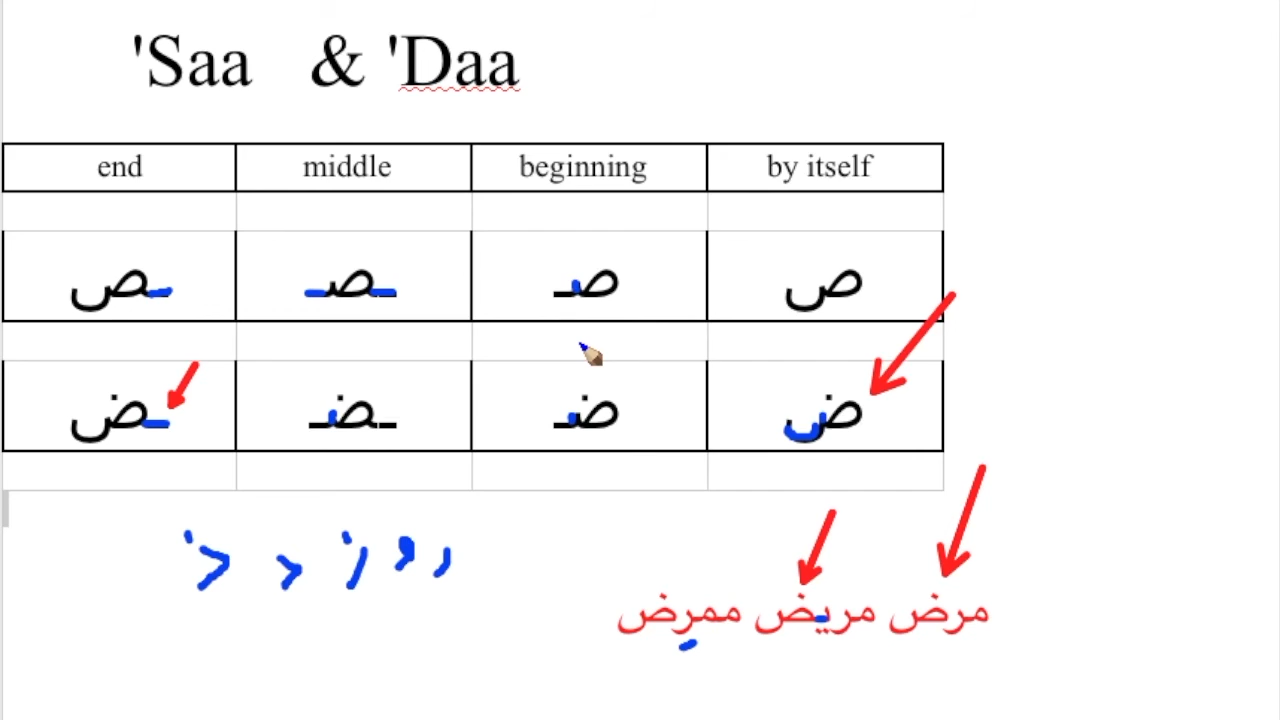 'Saa & 'Daa
end middle beginning by itself
ـص ـصـ صـ ص
ـض ـضـ ضـ ض
ر و ز د ذ
مرض مريض ممرض